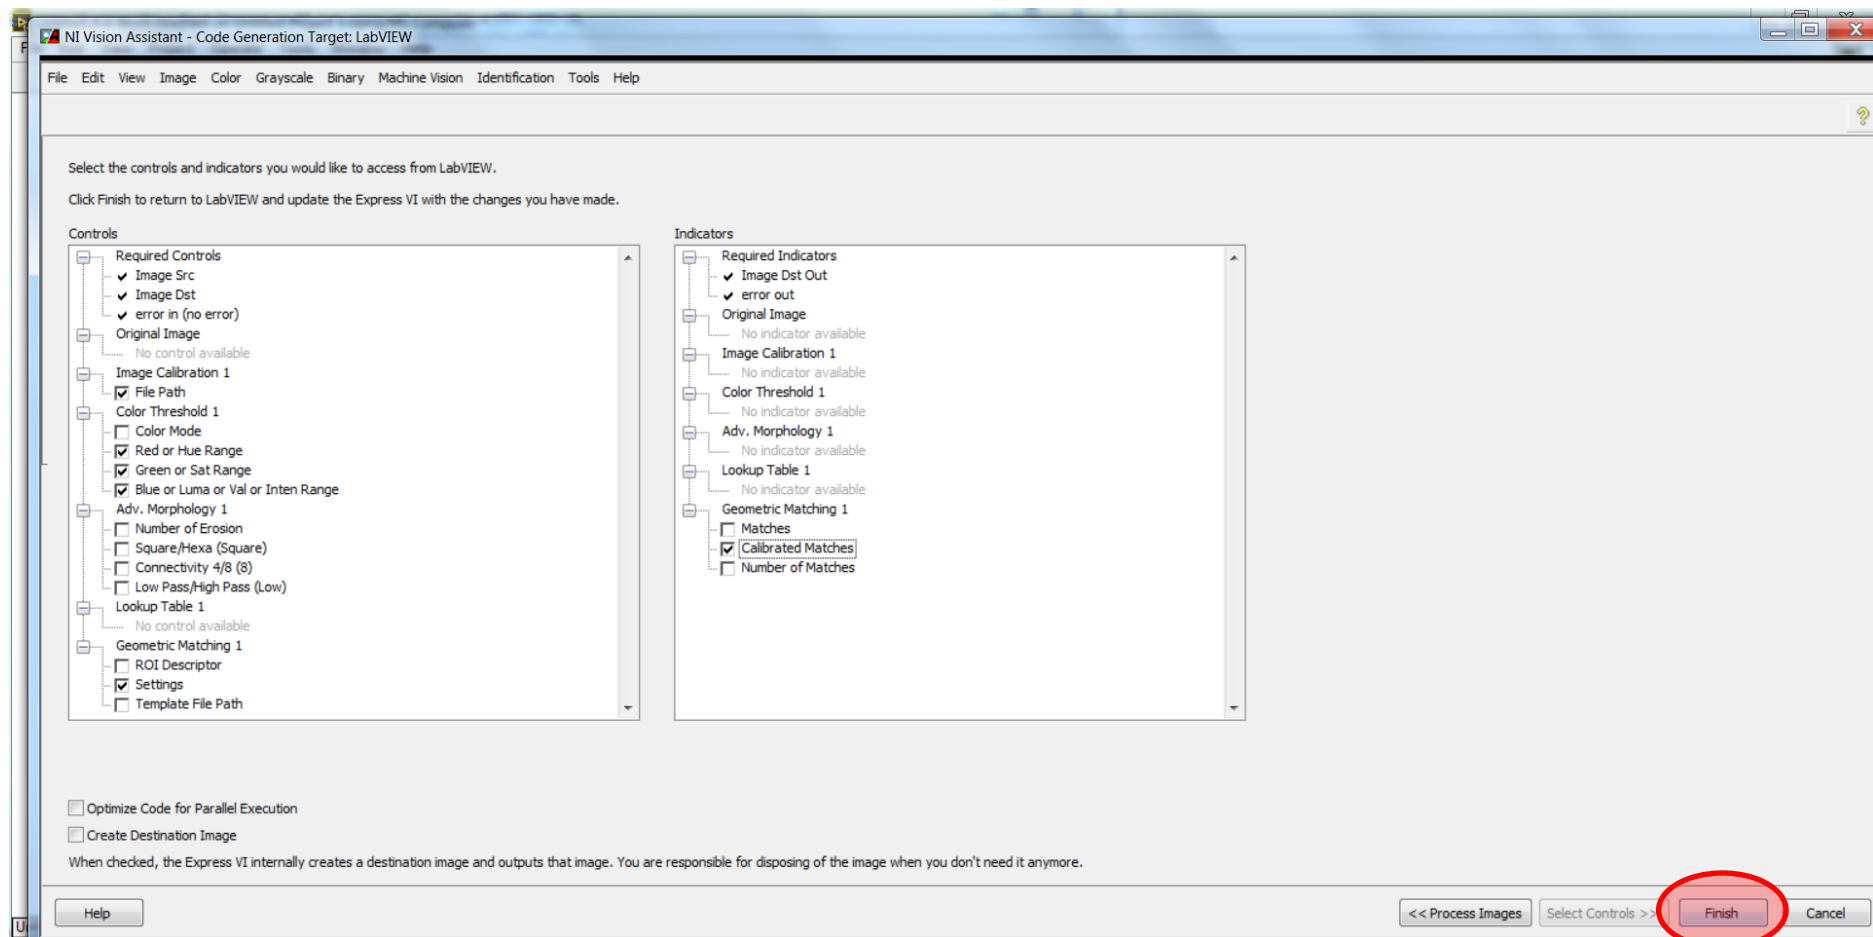 NI Vision Assistant - Code Generation Target: LabVIEW
File Edit View Image Color Grayscale Binary Machine Vision Identification Tools Help
Select the controls and indicators you would like to access from LabVIEW.
Click Finish to return to LabVIEW and update the Express VI with the changes you have made.
Controls
Required Controls
Image Src
Image Dst
error in (no error)
Original Image
No control available
Image Calibration 1
File Path
Color Threshold 1
Color Mode
Red or Hue Range
Green or Sat Range
Blue or Luma or Val or Inten Range
Adv. Morphology 1
Number of Erosion
Square/Hexa (Square)
Connectivity 4/8 (8)
Low Pass/High Pass (Low)
Lookup Table 1
No control available
Geometric Matching 1
ROI Descriptor
Settings
Template File Path
Indicators
Required Indicators
Image Dst Out
error out
Original Image
No indicator available
Image Calibration 1
No indicator available
Color Threshold 1
No indicator available
Adv. Morphology 1
No indicator available
Lookup Table 1
No indicator available
Geometric Matching 1
Matches
Calibrated Matches
Number of Matches
Optimize Code for Parallel Execution
Create Destination Image
When checked, the Express VI internally creates a destination image and outputs that image. You are responsible for disposing of the image when you don't need it anymore.
Help
<< Process Images
Select Controls >>
Finish
Cancel